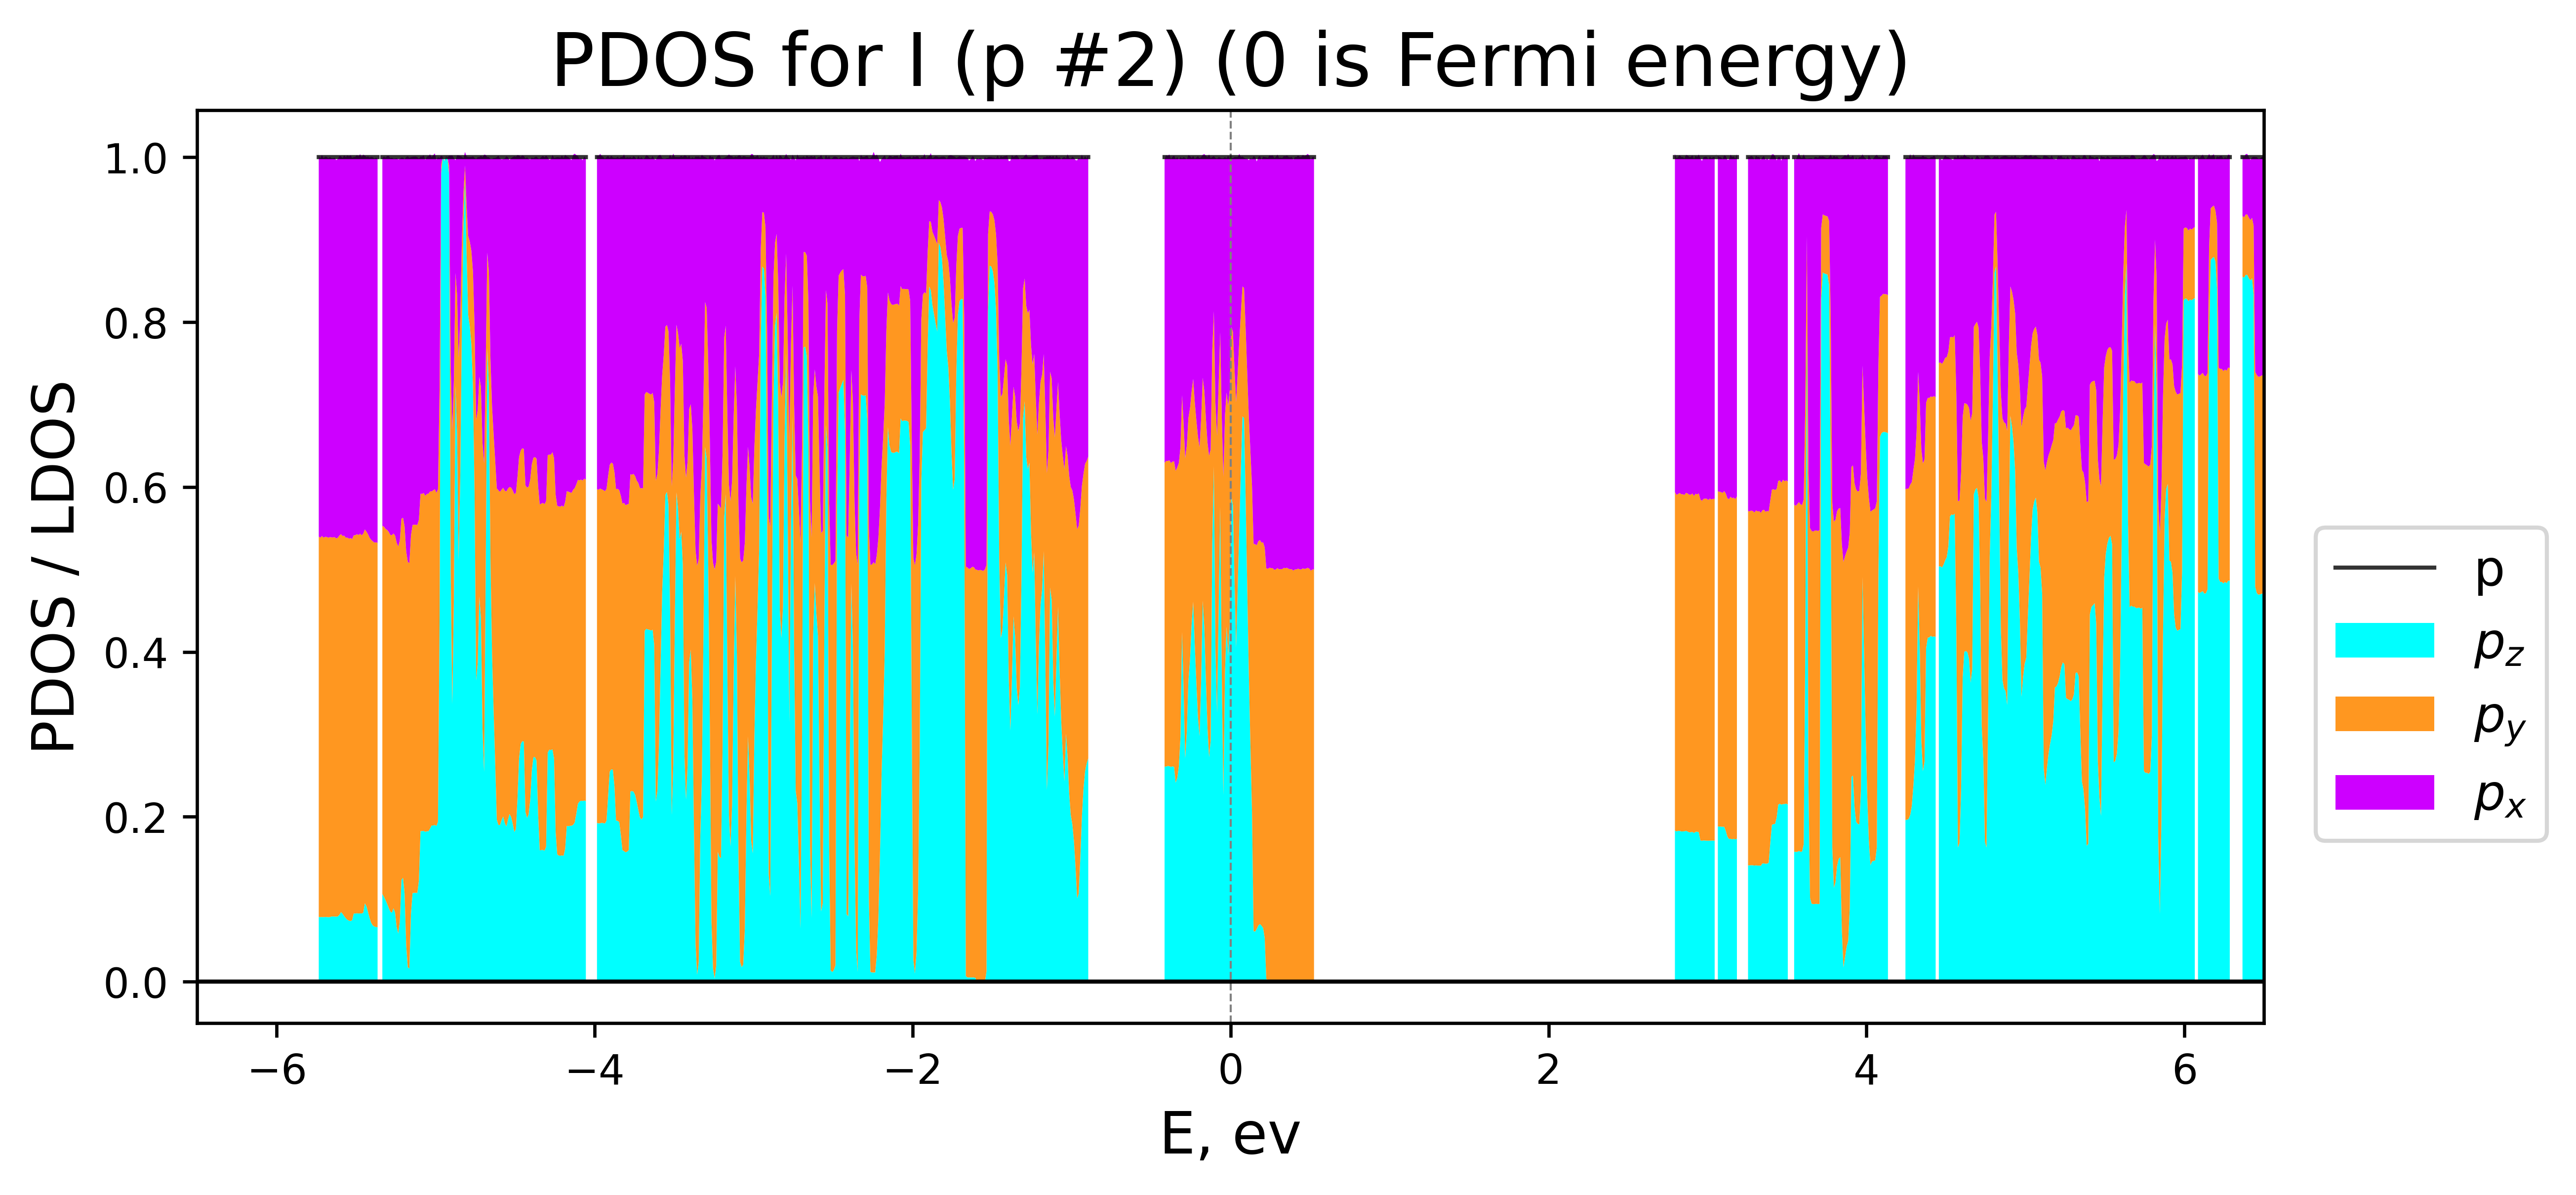 PDOS for I (p #2) (0 is Fermi energy)
PDOS / LDOS
1.0
0.8
0.6
0.4
0.2
0.0
−6 −4 −2 0 2 4 6
E, ev
p
p_z
p_y
p_x